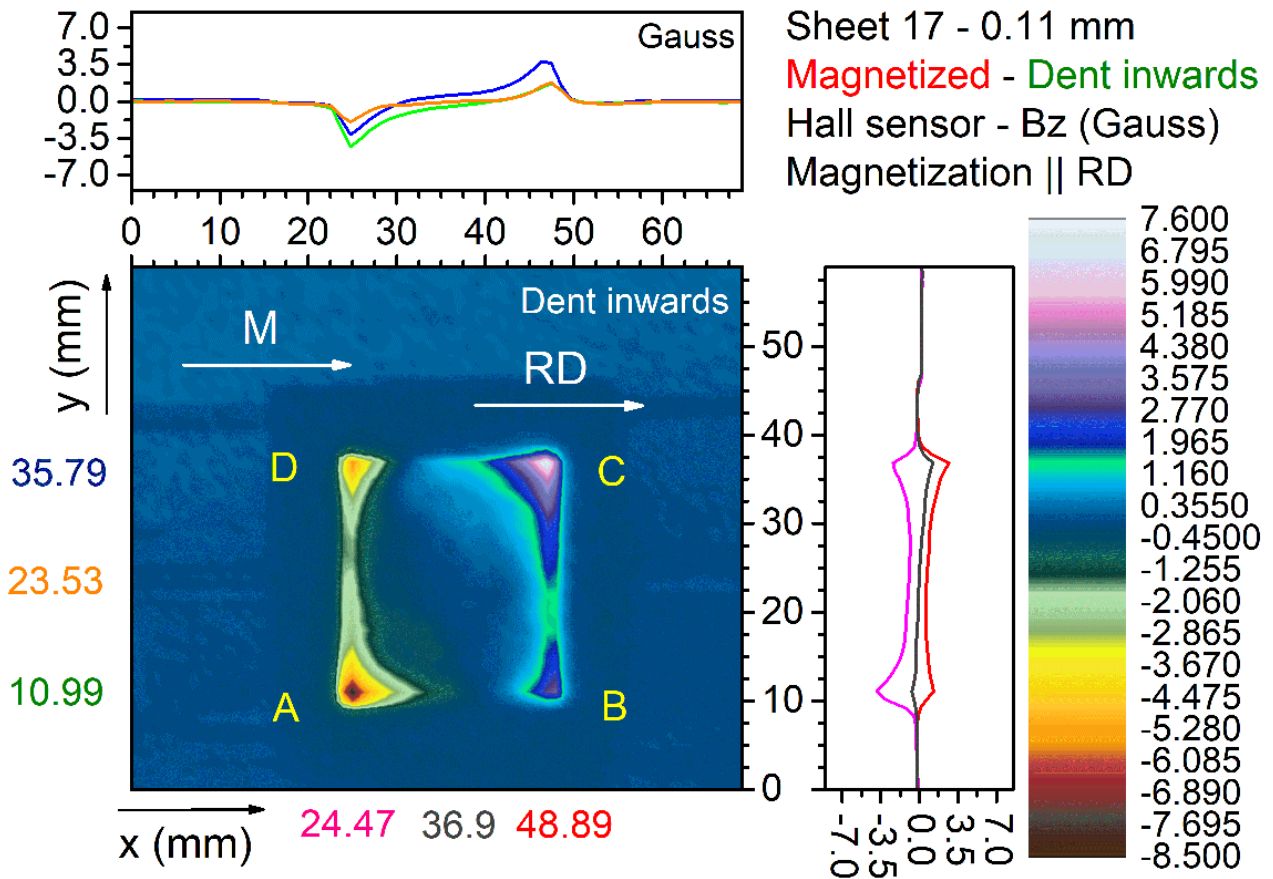 7.0
3.5
0.0
-3.5
-7.0
Gauss
0 10 20 30 40 50 60
Sheet 17 - 0.11 mm
Magnetized - Dent inwards
Hall sensor - Bz (Gauss)
Magnetization || RD
y (mm)
35.79
23.53
10.99
Dent inwards
M
RD
D
C
A
B
x (mm)
24.47 36.9 48.89
50
40
30
20
10
0
-7.0 -3.5 0.0 3.5 7.0
7.600
6.795
5.990
5.185
4.380
3.575
2.770
1.965
1.160
0.3550
-0.4500
-1.255
-2.060
-2.865
-3.670
-4.475
-5.280
-6.085
-6.890
-7.695
-8.500